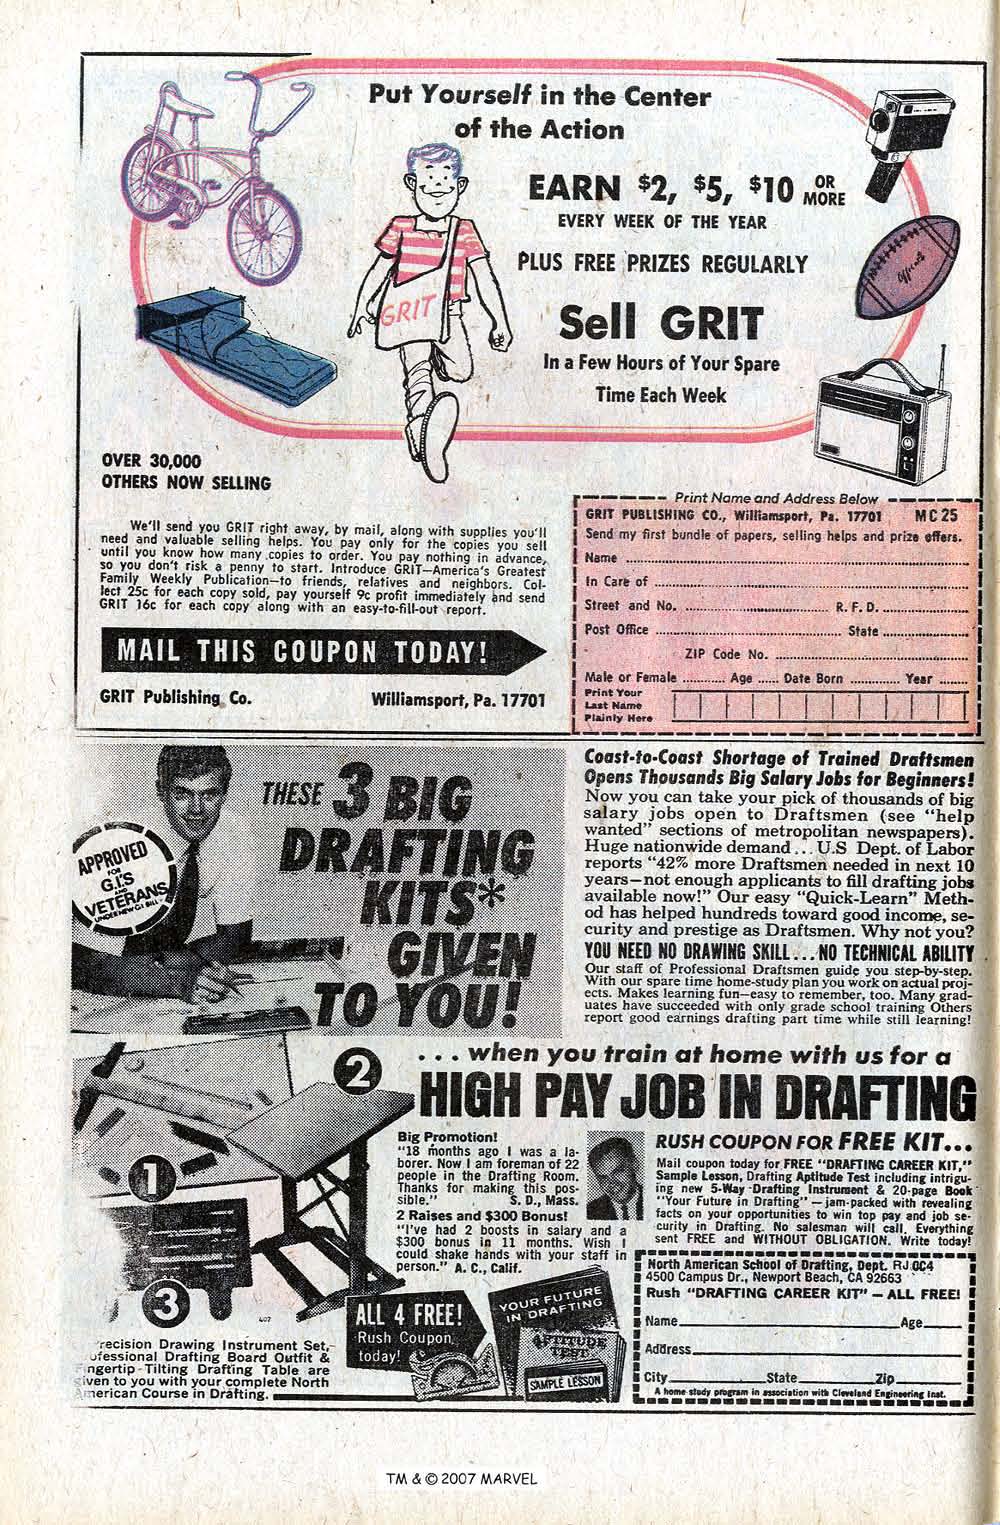 Put Yourself in the Center
of the Action
EARN $2, $5, $10 OR MORE
EVERY WEEK OF THE YEAR
PLUS FREE PRIZES REGULARLY
GRIT
Sell GRIT
In a Few Hours of Your Spare
Time Each Week
OVER 30,000
OTHERS NOW SELLING
We'll send you GRIT right away, by mail, along with supplies you'll
need and valuable selling helps. You pay only for the copies you sell
until you know how many copies to order. You pay nothing in advance,
so you don't risk a penny to start. Introduce GRIT—America's Greatest
Family Weekly Publication—to friends, relatives and neighbors. Col-
lect 25c for each copy sold, pay yourself 9c profit immediately and send
GRIT 16c for each copy along with an easy-to-fill-out report.
MAIL THIS COUPON TODAY!
GRIT Publishing Co. Williamsport, Pa. 17701
Print Name and Address Below
GRIT PUBLISHING CO., Williamsport, Pa. 17701 MC 25
Send my first bundle of papers, selling helps and prize offers.
Name
In Care of
Street and No. R. F. D.
Post Office State
ZIP Code No.
Male or Female Age Date Born Year
Print Your
Last Name
Plainly Here
APPROVED
FOR
G.I.'S
AND
VETERANS
UNDER NEW G.I. BILL
THESE 3 BIG
DRAFTING
KITS*
GIVEN
TO YOU!
Coast-to-Coast Shortage of Trained Draftsmen
Opens Thousands Big Salary Jobs for Beginners!
Now you can take your pick of thousands of big
salary jobs open to Draftsmen (see "help
wanted" sections of metropolitan newspapers).
Huge nationwide demand... U.S Dept. of Labor
reports "42% more Draftsmen needed in next 10
years—not enough applicants to fill drafting jobs
available now!" Our easy "Quick-Learn" Meth-
od has helped hundreds toward good income, se-
curity and prestige as Draftsmen. Why not you?
YOU NEED NO DRAWING SKILL...NO TECHNICAL ABILITY
Our staff of Professional Draftsmen guide you step-by-step.
With our spare time home-study plan you work on actual proj-
ects. Makes learning fun—easy to remember, too. Many grad-
uates have succeeded with only grade school training Others
report good earnings drafting part time while still learning!
... when you train at home with us for a
HIGH PAY JOB IN DRAFTING
1
2
3
407
Big Promotion!
"18 months ago I was a la-
borer. Now I am foreman of 22
people in the Drafting Room.
Thanks for making this pos-
sible." S. D., Mass.
2 Raises and $300 Bonus!
"I've had 2 boosts in salary and a
$300 bonus in 11 months. Wish I
could shake hands with your staff in
person." A. C., Calif.
RUSH COUPON FOR FREE KIT...
Mail coupon today for FREE "DRAFTING CAREER KIT,"
Sample Lesson, Drafting Aptitude Test including intrigu-
ing new 5-Way Drafting Instrument & 20-page Book
"Your Future in Drafting" — jam-packed with revealing
facts on your opportunities to win top pay and job se-
curity in Drafting. No salesman will call. Everything
sent FREE and WITHOUT OBLIGATION. Write today!
ALL 4 FREE!
Rush Coupon
today!
YOUR FUTURE
IN DRAFTING
APTITUDE
TEST
SAMPLE LESSON
recision Drawing Instrument Set,
ofessional Drafting Board Outfit &
ngertip Tilting Drafting Table are
iven to you with your complete North
merican Course in Drafting.
North American School of Drafting, Dept. RJ 0C4
4500 Campus Dr., Newport Beach, CA 92663
Rush "DRAFTING CAREER KIT" — ALL FREE!
Name Age
Address
City State Zip
A home study program in association with Cleveland Engineering Inst.
TM & © 2007 MARVEL